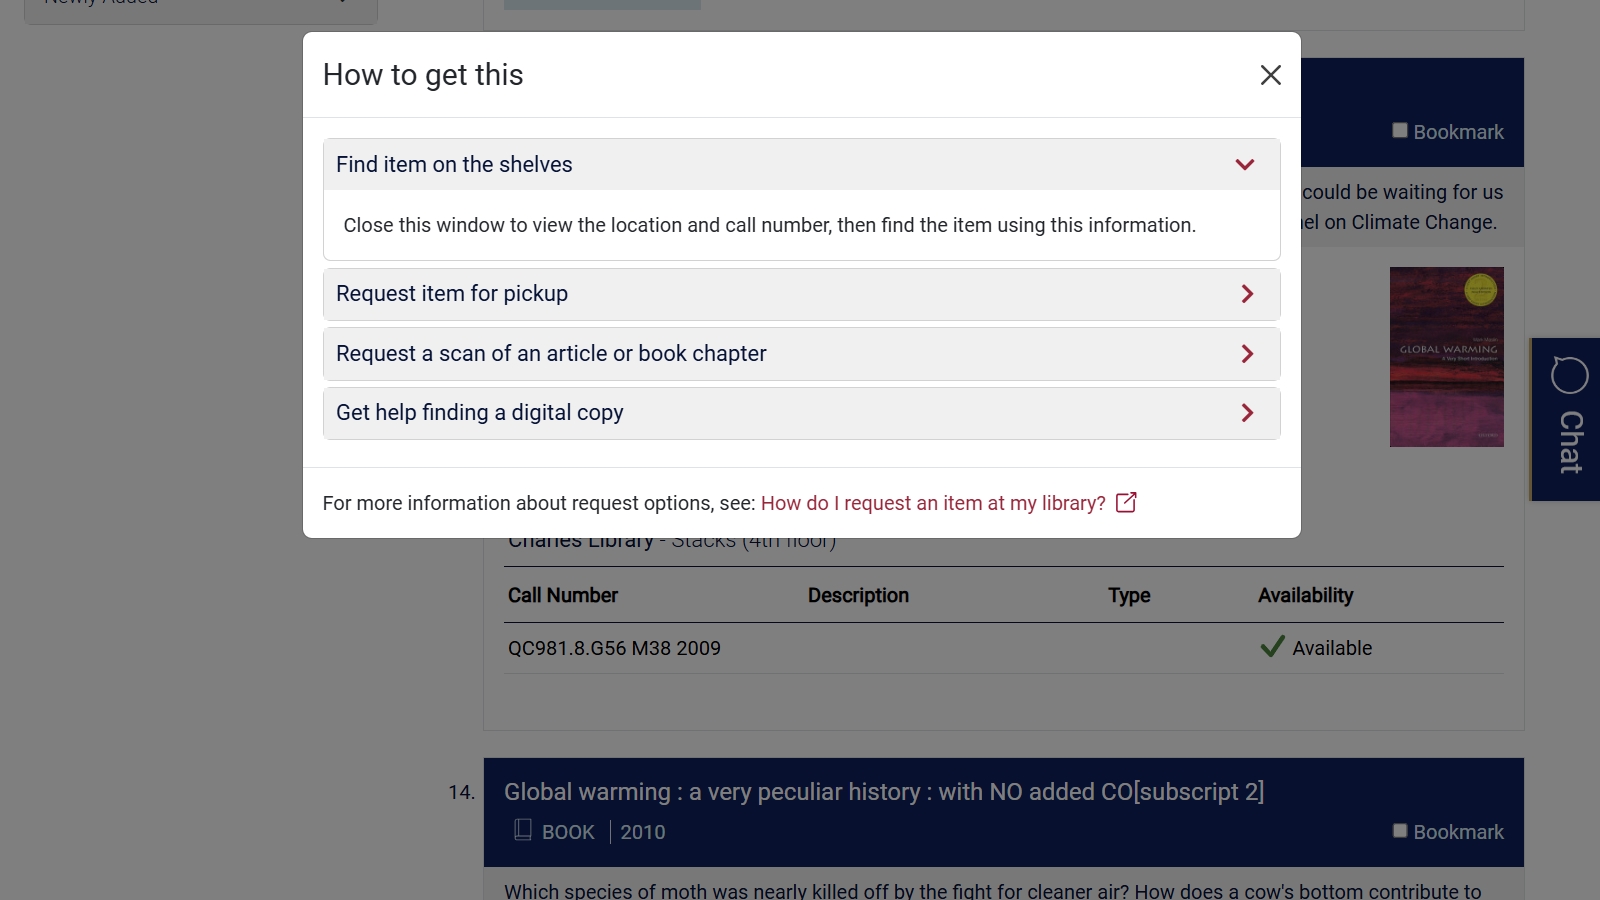 Newly Added
How to get this
Bookmark
Find item on the shelves
could be waiting for us
Close this window to view the location and call number, then find the item using this information.
on Climate Change.
Request item for pickup
Request a scan of an article or book chapter
GLOBAL WARMING
A Very Short Introduction
Get help finding a digital copy
Chat
For more information about request options, see: How do I request an item at my library?
Charles Library - Stacks (4th floor)
Call Number Description Type Availability
QC981.8.G56 M38 2009 Available
14. Global warming : a very peculiar history : with NO added CO[subscript 2]
BOOK 2010
Bookmark
Which species of moth was nearly killed off by the fight for cleaner air? How does a cow's bottom contribute to